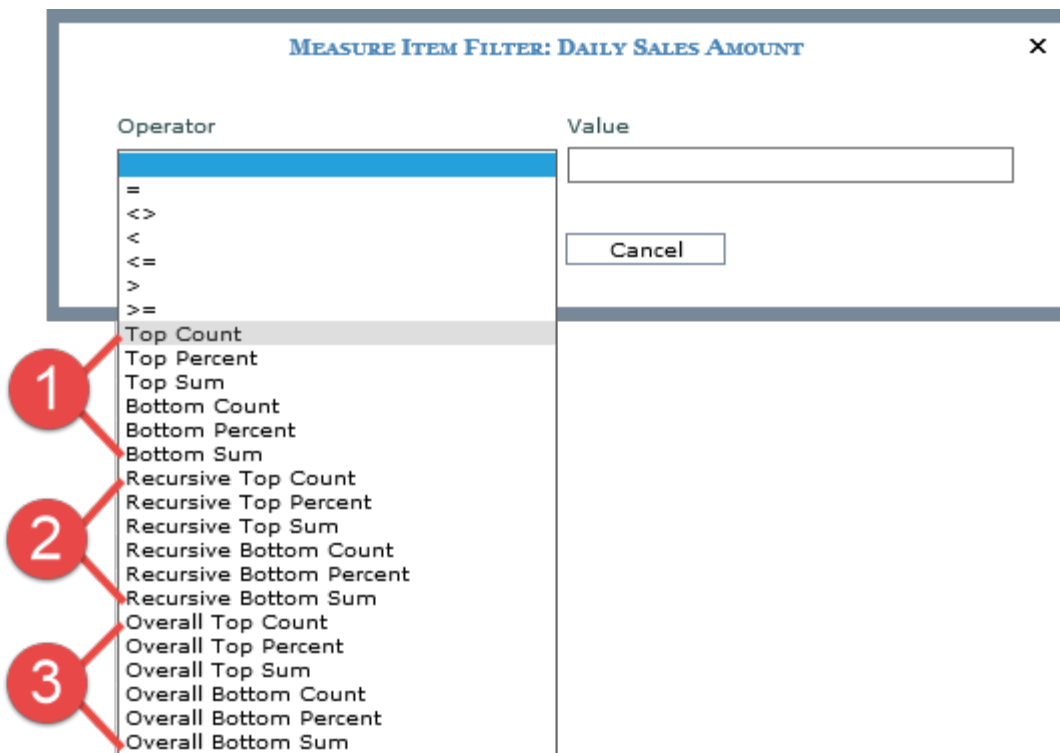 MEASURE ITEM FILTER: DAILY SALES AMOUNT ×
Operator Value
=
<>
<
<=
Cancel
>
>=
Top Count
Top Percent
1
Top Sum
Bottom Count
Bottom Percent
Bottom Sum
Recursive Top Count
Recursive Top Percent
Recursive Top Sum
2
Recursive Bottom Count
Recursive Bottom Percent
Recursive Bottom Sum
Overall Top Count
Overall Top Percent
Overall Top Sum
3
Overall Bottom Count
Overall Bottom Percent
Overall Bottom Sum